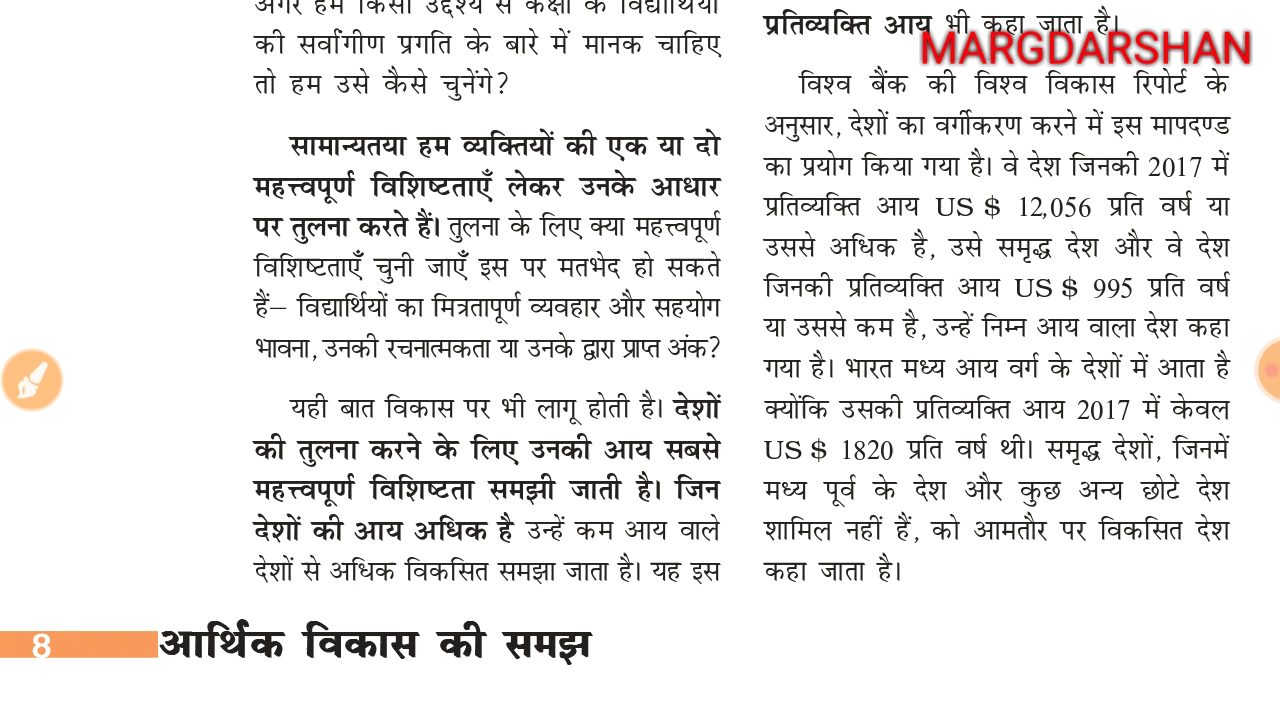 अगर हम किसी उद्देश्य से कक्षा के विद्यार्थियों
की सर्वांगीण प्रगति के बारे में मानक चाहिए
तो हम उसे कैसे चुनेंगे?
सामान्यतया हम व्यक्तियों की एक या दो
महत्त्वपूर्ण विशिष्टताएँ लेकर उनके आधार
पर तुलना करते हैं। तुलना के लिए क्या महत्त्वपूर्ण
विशिष्टताएँ चुनी जाएँ इस पर मतभेद हो सकते
हैं– विद्यार्थियों का मित्रतापूर्ण व्यवहार और सहयोग
भावना, उनकी रचनात्मकता या उनके द्वारा प्राप्त अंक?
यही बात विकास पर भी लागू होती है। देशों
की तुलना करने के लिए उनकी आय सबसे
महत्त्वपूर्ण विशिष्टता समझी जाती है। जिन
देशों की आय अधिक है उन्हें कम आय वाले
देशों से अधिक विकसित समझा जाता है। यह इस
प्रतिव्यक्ति आय भी कहा जाता है।
MARGDARSHAN
विश्व बैंक की विश्व विकास रिपोर्ट के
अनुसार, देशों का वर्गीकरण करने में इस मापदण्ड
का प्रयोग किया गया है। वे देश जिनकी 2017 में
प्रतिव्यक्ति आय US $ 12,056 प्रति वर्ष या
उससे अधिक है, उसे समृद्ध देश और वे देश
जिनकी प्रतिव्यक्ति आय US $ 995 प्रति वर्ष
या उससे कम है, उन्हें निम्न आय वाला देश कहा
गया है। भारत मध्य आय वर्ग के देशों में आता है
क्योंकि उसकी प्रतिव्यक्ति आय 2017 में केवल
US $ 1820 प्रति वर्ष थी। समृद्ध देशों, जिनमें
मध्य पूर्व के देश और कुछ अन्य छोटे देश
शामिल नहीं हैं, को आमतौर पर विकसित देश
कहा जाता है।
8 आर्थिक विकास की समझ